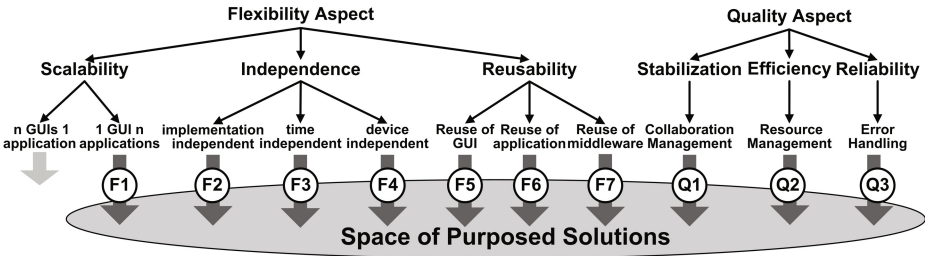 Flexibility Aspect
Quality Aspect
Scalability
Independence
Reusability
Stabilization
Efficiency
Reliability
n GUIs 1
application
1 GUI n
applications
implementation
independent
time
independent
device
independent
Reuse of
GUI
Reuse of
application
Reuse of
middleware
Collaboration
Management
Resource
Management
Error
Handling
F1
F2
F3
F4
F5
F6
F7
Q1
Q2
Q3
Space of Purposed Solutions